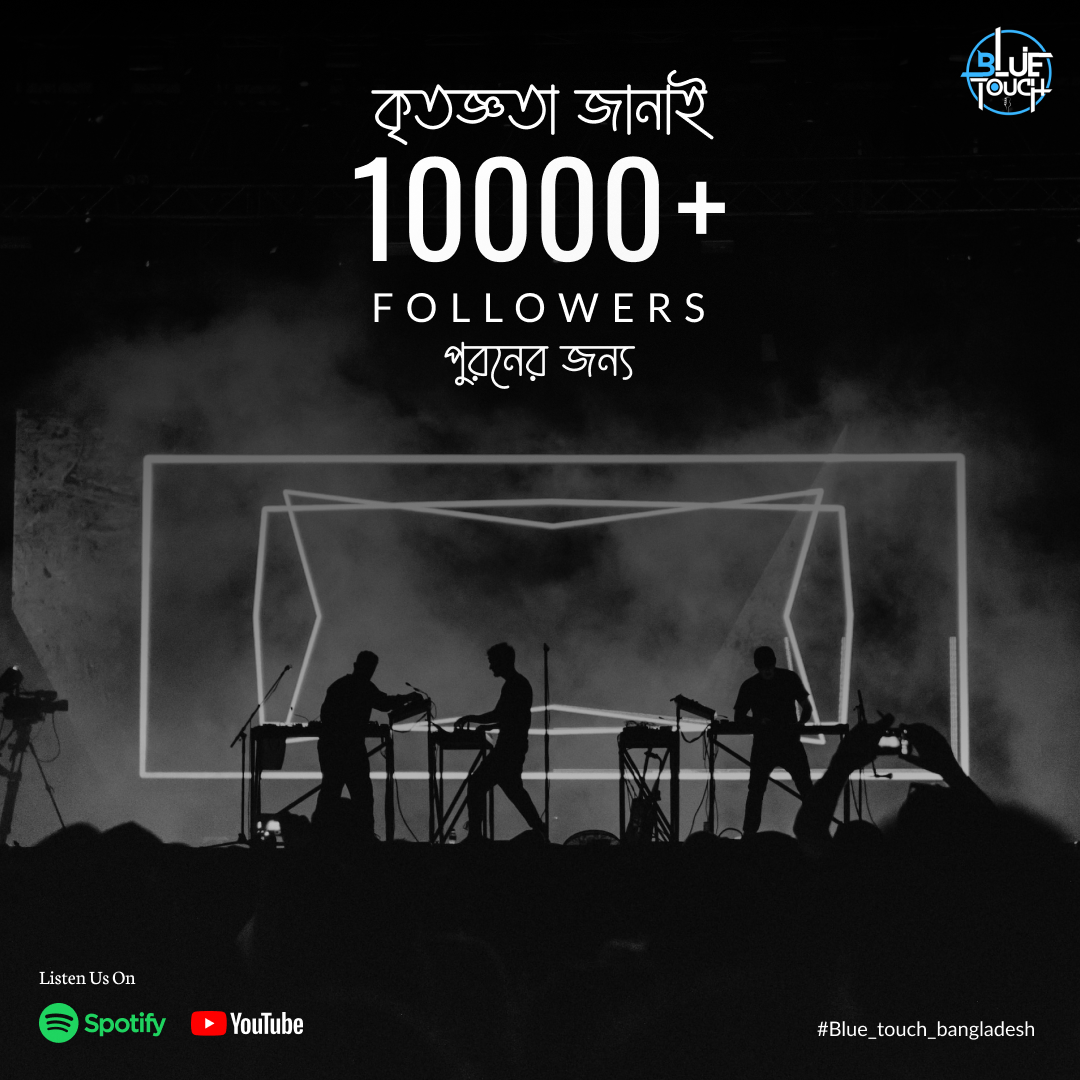 BLUE
TOUCH
কৃতজ্ঞতা জানাই
10000+
FOLLOWERS
পুরনের জন্য
Listen Us On
Spotify YouTube
#Blue_touch_bangladesh